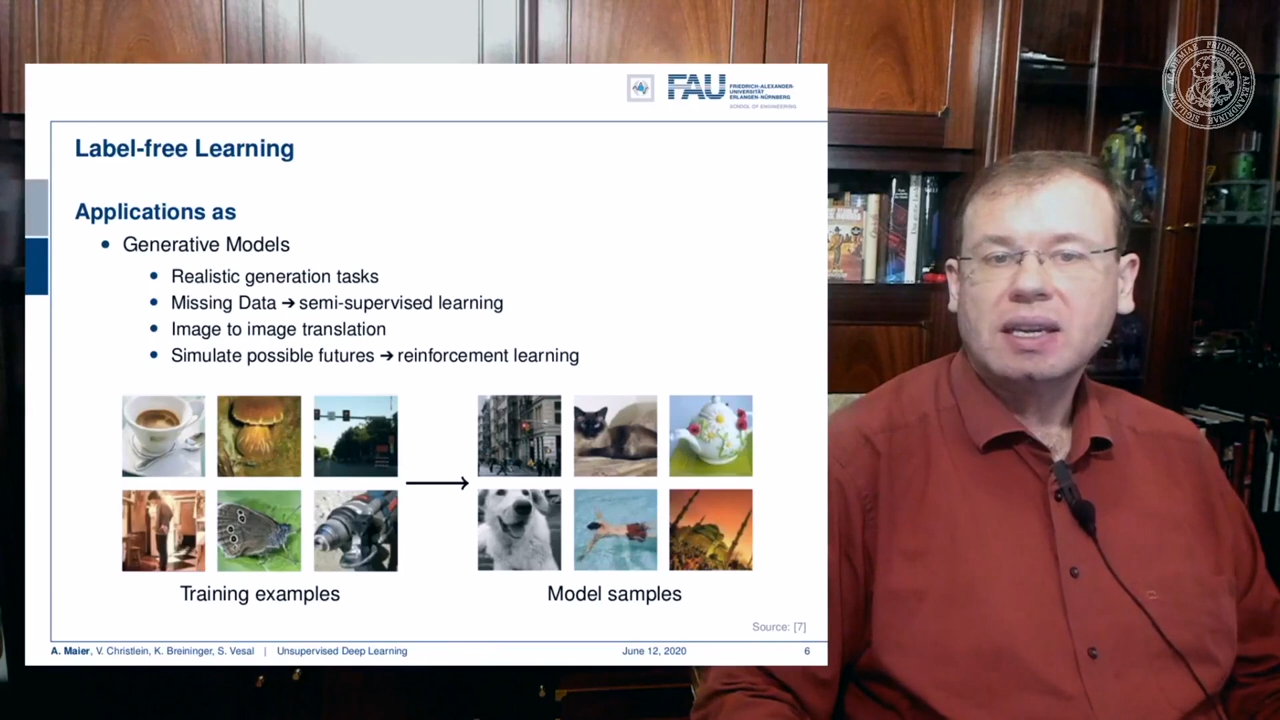 FAU
FRIEDRICH-ALEXANDER-
UNIVERSITÄT
ERLANGEN-NÜRNBERG
SCHOOL OF ENGINEERING
Label-free Learning
Applications as
• Generative Models
• Realistic generation tasks
• Missing Data ➔ semi-supervised learning
• Image to image translation
• Simulate possible futures ➔ reinforcement learning
Training examples
Model samples
Source: [7]
A. Maier, V. Christlein, K. Breininger, S. Vesal | Unsupervised Deep Learning
June 12, 2020
6